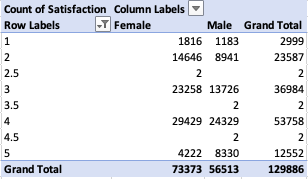 Count of Satisfaction Column Labels
Row Labels Female Male Grand Total
1 1816 1183 2999
2 14646 8941 23587
2.5 2 2
3 23258 13726 36984
3.5 2 2
4 29429 24329 53758
4.5 2 2
5 4222 8330 12552
Grand Total 73373 56513 129886